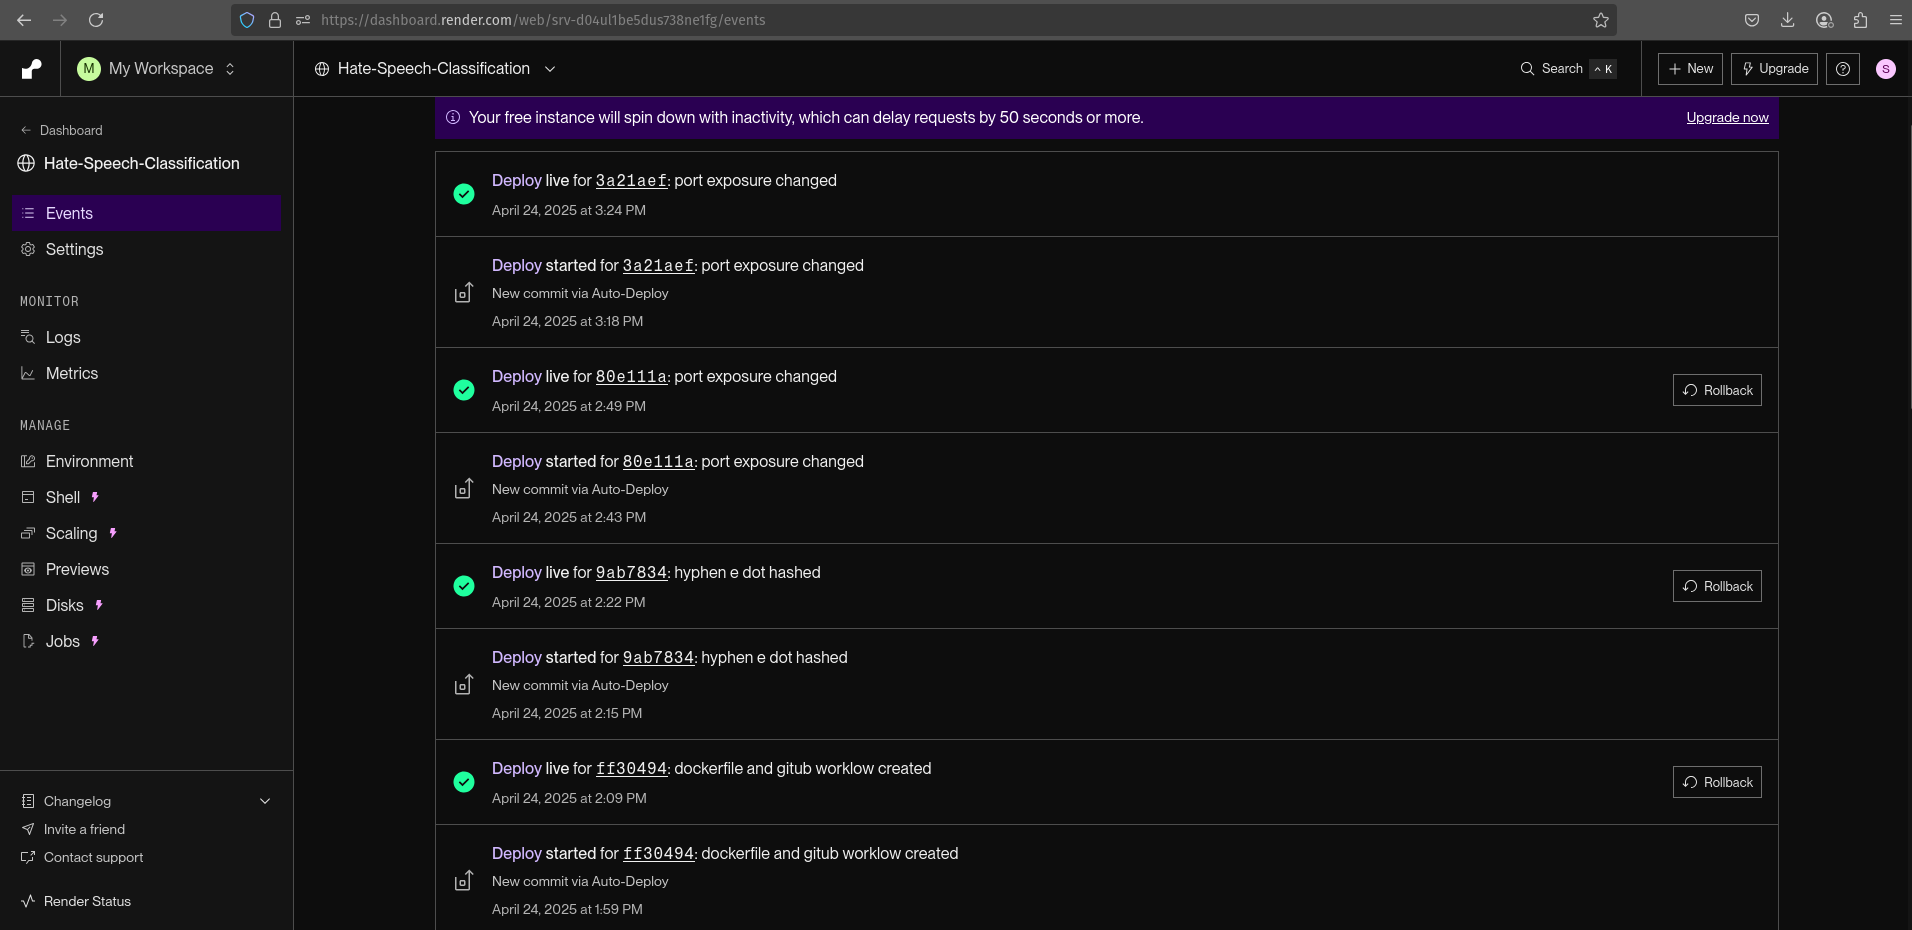 https://dashboard.render.com/web/srv-d04ul1be5dus738ne1fg/events
M My Workspace
Hate-Speech-Classification
Search ^ K
+ New
Upgrade
S
← Dashboard
Hate-Speech-Classification
Events
Settings
MONITOR
Logs
Metrics
MANAGE
Environment
Shell
Scaling
Previews
Disks
Jobs
Changelog
Invite a friend
Contact support
Render Status
Your free instance will spin down with inactivity, which can delay requests by 50 seconds or more.
Upgrade now
Deploy live for 3a21aef: port exposure changed
April 24, 2025 at 3:24 PM
Deploy started for 3a21aef: port exposure changed
New commit via Auto-Deploy
April 24, 2025 at 3:18 PM
Deploy live for 80e111a: port exposure changed
April 24, 2025 at 2:49 PM
Rollback
Deploy started for 80e111a: port exposure changed
New commit via Auto-Deploy
April 24, 2025 at 2:43 PM
Deploy live for 9ab7834: hyphen e dot hashed
April 24, 2025 at 2:22 PM
Rollback
Deploy started for 9ab7834: hyphen e dot hashed
New commit via Auto-Deploy
April 24, 2025 at 2:15 PM
Deploy live for ff30494: dockerfile and gitub worklow created
April 24, 2025 at 2:09 PM
Rollback
Deploy started for ff30494: dockerfile and gitub worklow created
New commit via Auto-Deploy
April 24, 2025 at 1:59 PM